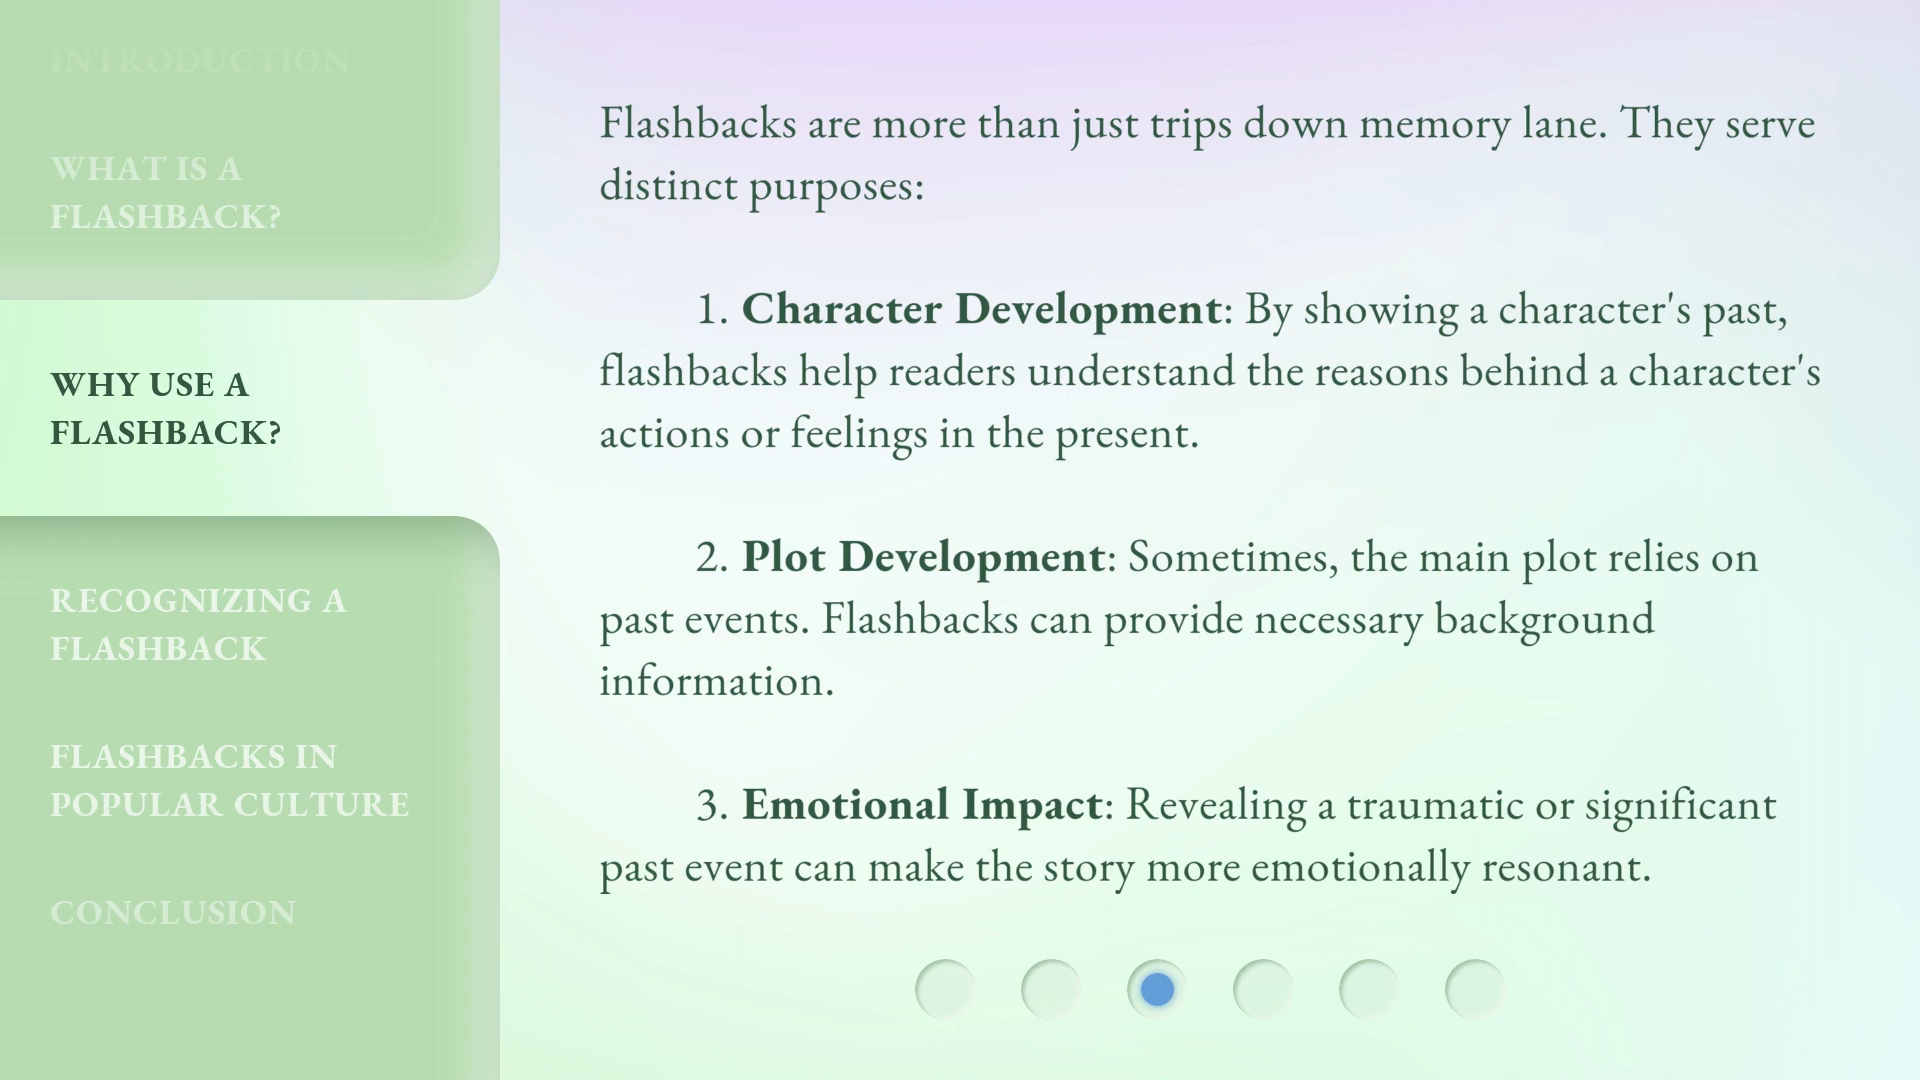 INTRODUCTION
WHAT IS A
FLASHBACK?
WHY USE A
FLASHBACK?
RECOGNIZING A
FLASHBACK
FLASHBACKS IN
POPULAR CULTURE
CONCLUSION
Flashbacks are more than just trips down memory lane. They serve
distinct purposes:
1. Character Development: By showing a character's past,
flashbacks help readers understand the reasons behind a character's
actions or feelings in the present.
2. Plot Development: Sometimes, the main plot relies on
past events. Flashbacks can provide necessary background
information.
3. Emotional Impact: Revealing a traumatic or significant
past event can make the story more emotionally resonant.